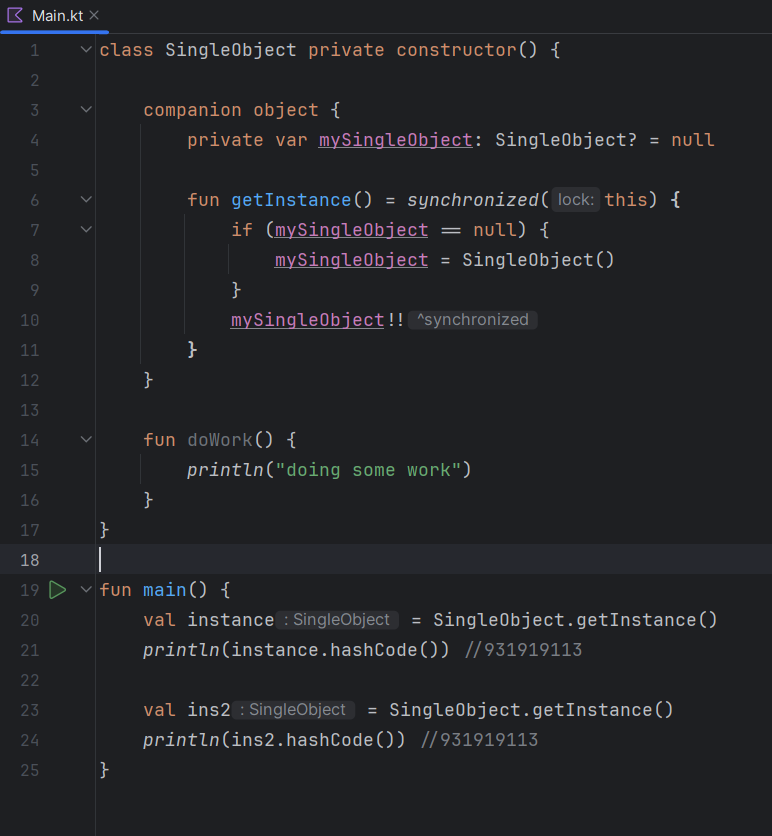 Main.kt
1 class SingleObject private constructor() {
2
3 companion object {
4 private var mySingleObject: SingleObject? = null
5
6 fun getInstance() = synchronized( lock: this) {
7 if (mySingleObject == null) {
8 mySingleObject = SingleObject()
9 }
10 mySingleObject!! ^synchronized
11 }
12 }
13
14 fun doWork() {
15 println("doing some work")
16 }
17 }
18
19 fun main() {
20 val instance : SingleObject = SingleObject.getInstance()
21 println(instance.hashCode()) //931919113
22
23 val ins2 : SingleObject = SingleObject.getInstance()
24 println(ins2.hashCode()) //931919113
25 }